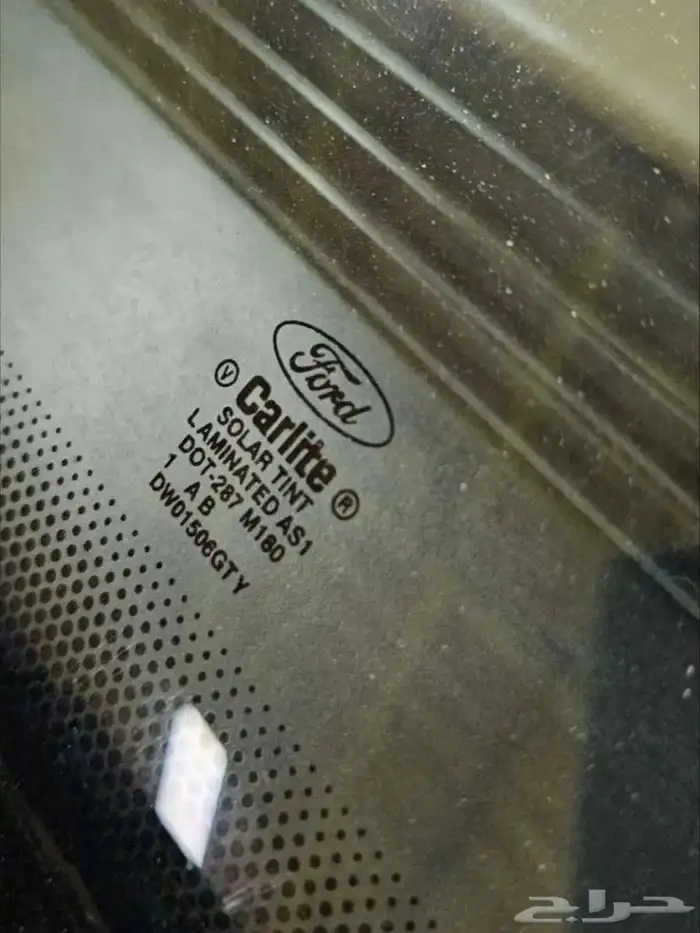 Ford
V Carlite ®
SOLAR TINT
LAMINATED AS1
DOT-287 M180
1 A B
DW01506GTY
حراج